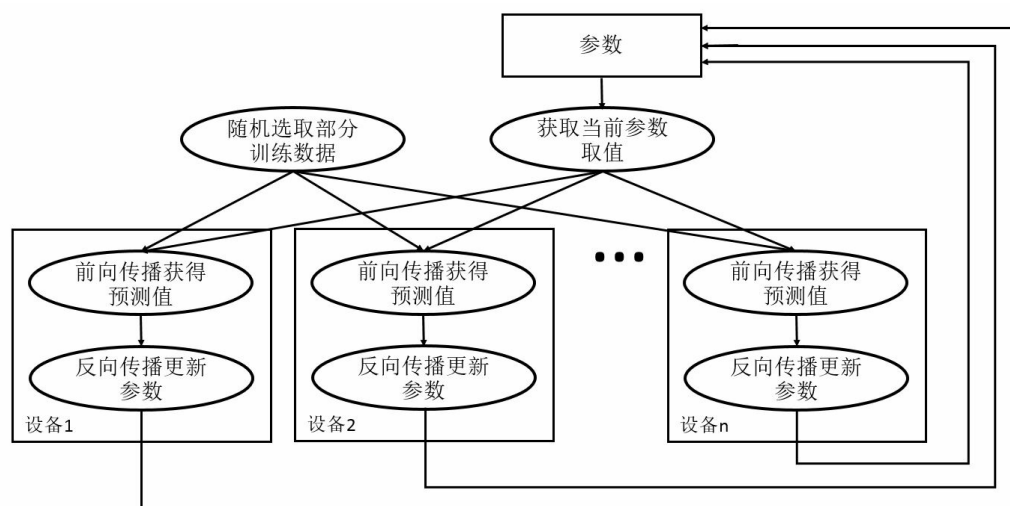 参数
随机选取部分
训练数据
获取当前参数
取值
前向传播获得
预测值
反向传播更新
参数
设备1
前向传播获得
预测值
反向传播更新
参数
设备2
前向传播获得
预测值
反向传播更新
参数
设备n